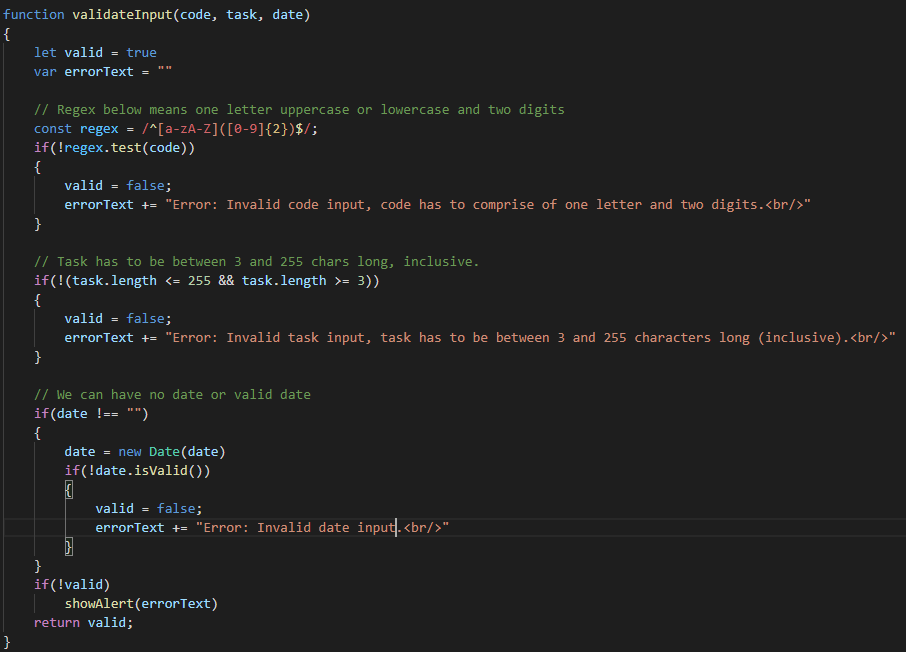 function validateInput(code, task, date)
{
    let valid = true
    var errorText = ""

    // Regex below means one letter uppercase or lowercase and two digits
    const regex = /^[a-zA-Z]([0-9]{2})$/;
    if(!regex.test(code))
    {
        valid = false;
        errorText += "Error: Invalid code input, code has to comprise of one letter and two digits.<br/>"
    }

    // Task has to be between 3 and 255 chars long, inclusive.
    if(!(task.length <= 255 && task.length >= 3))
    {
        valid = false;
        errorText += "Error: Invalid task input, task has to be between 3 and 255 characters long (inclusive).<br/>"
    }

    // We can have no date or valid date
    if(date !== "")
    {
        date = new Date(date)
        if(!date.isValid())
        {
            valid = false;
            errorText += "Error: Invalid date input.<br/>"
        }
    }
    if(!valid)
        showAlert(errorText)
    return valid;
}